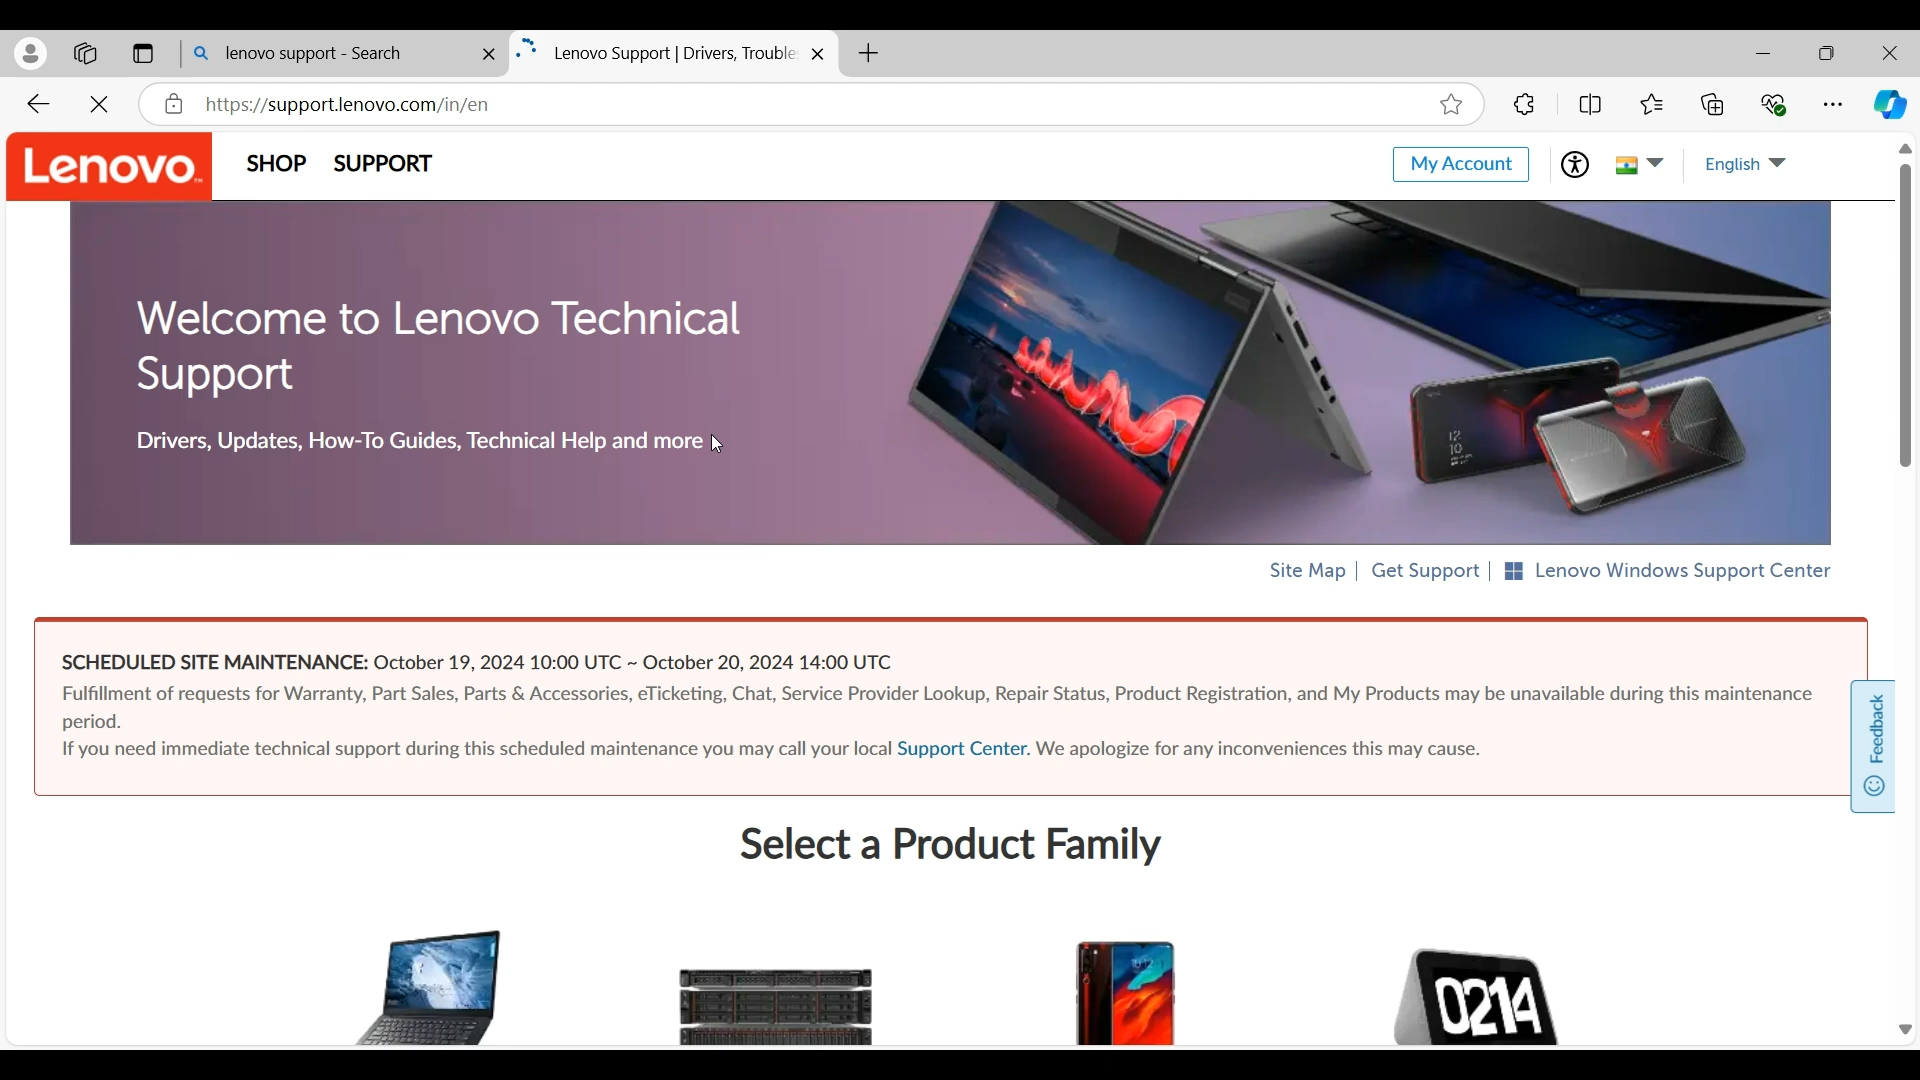 lenovo support - Search
Lenovo Support | Drivers, Trouble
https://support.lenovo.com/in/en
Lenovo SHOP SUPPORT My Account English
Welcome to Lenovo Technical
Support
Drivers, Updates, How-To Guides, Technical Help and more
Site Map | Get Support | Lenovo Windows Support Center
SCHEDULED SITE MAINTENANCE: October 19, 2024 10:00 UTC ~ October 20, 2024 14:00 UTC
Fulfillment of requests for Warranty, Part Sales, Parts & Accessories, eTicketing, Chat, Service Provider Lookup, Repair Status, Product Registration, and My Products may be unavailable during this maintenance
period.
If you need immediate technical support during this scheduled maintenance you may call your local Support Center. We apologize for any inconveniences this may cause.
Feedback
Select a Product Family
0214